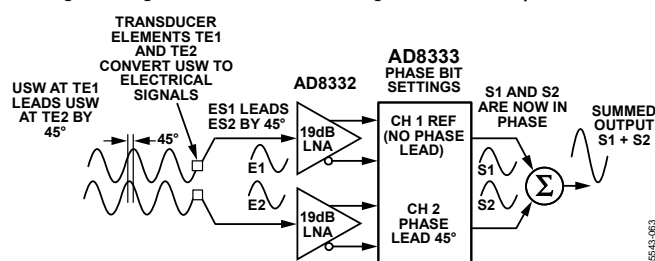 TRANSDUCER
ELEMENTS TE1
AND TE2
CONVERT USW TO
ELECTRICAL
SIGNALS
USW AT TE1
LEADS USW
AT TE2 BY
45°
45°
ES1 LEADS
ES2 BY 45°
AD8332
19dB
LNA
E1
E2
19dB
LNA
AD8333
PHASE BIT
SETTINGS
CH 1 REF
(NO PHASE
LEAD)
CH 2
PHASE
LEAD 45°
S1 AND S2
ARE NOW IN
PHASE
S1
S2
Σ
SUMMED
OUTPUT
S1 + S2
5543-063